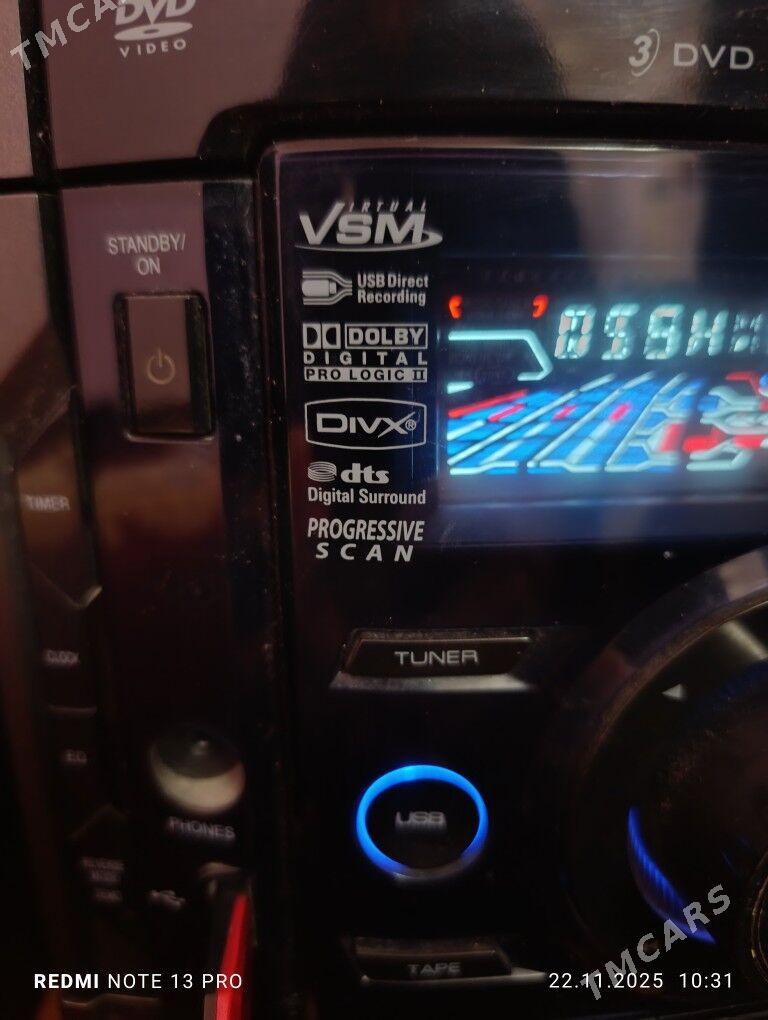 DVD
VIDEO
TMCARS
3 DVD
VIRTUAL
VSM
STANDBY/
ON
USB Direct
Recording
DOLBY
DIGITAL
PRO LOGIC II
DIVX®
dts
Digital Surround
PROGRESSIVE
SCAN
TIMER
TUNER
CLOCK
EQ
USB
PHONES
TAPE
TMCARS
REDMI NOTE 13 PRO
22.11.2025 10:31